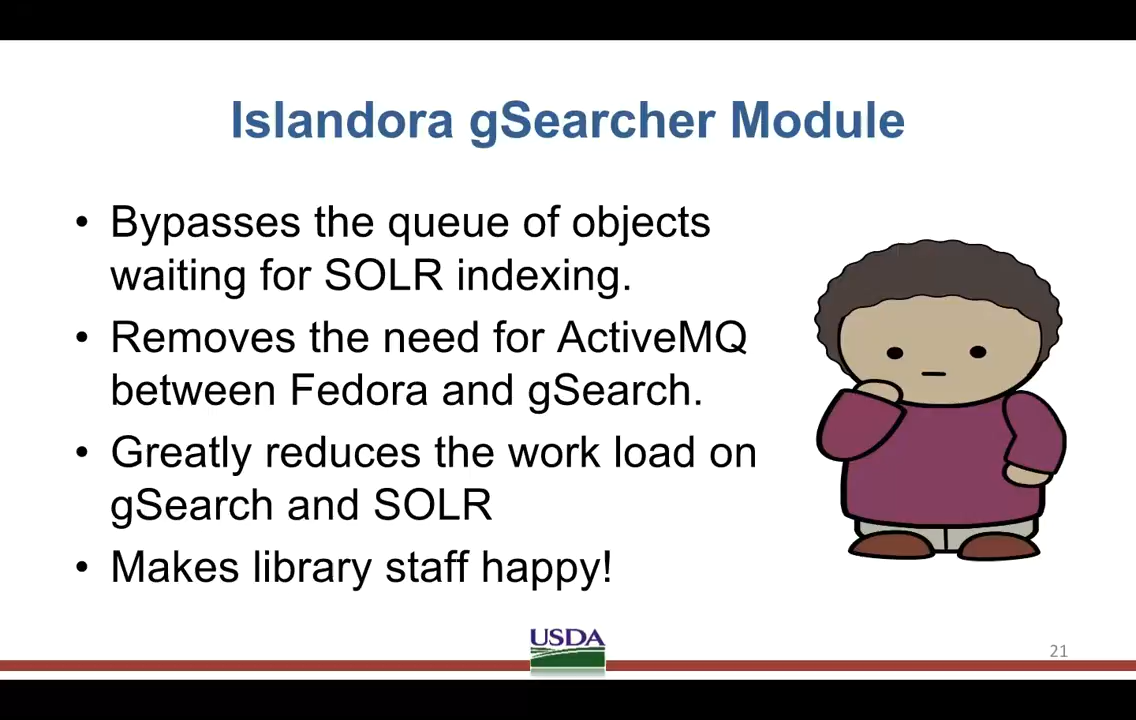 Islandora gSearcher Module
• Bypasses the queue of objects
waiting for SOLR indexing.
• Removes the need for ActiveMQ
between Fedora and gSearch.
• Greatly reduces the work load on
gSearch and SOLR
• Makes library staff happy!
USDA
21